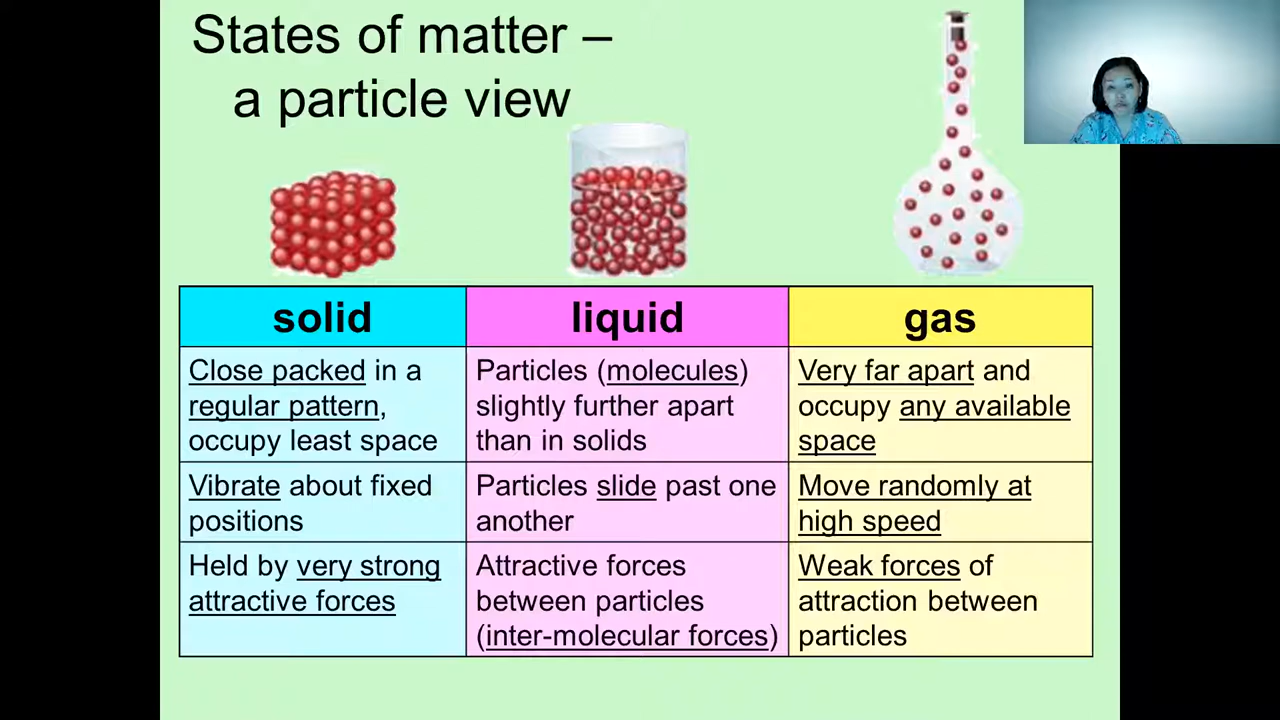 States of matter –
a particle view
solid
liquid
gas
Close packed in a
regular pattern,
occupy least space
Particles (molecules)
slightly further apart
than in solids
Very far apart and
occupy any available
space
Vibrate about fixed
positions
Particles slide past one
another
Move randomly at
high speed
Held by very strong
attractive forces
Attractive forces
between particles
(inter-molecular forces)
Weak forces of
attraction between
particles